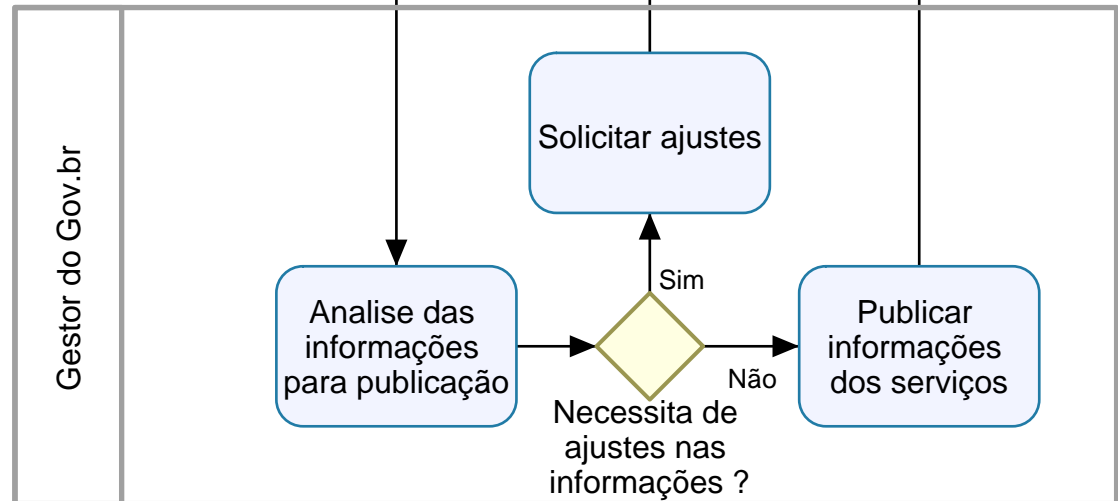 Gestor do Gov.br
Solicitar ajustes
Sim
Analise das
informações
para publicação
Não
Necessita de
ajustes nas
informações ?
Publicar
informações
dos serviços